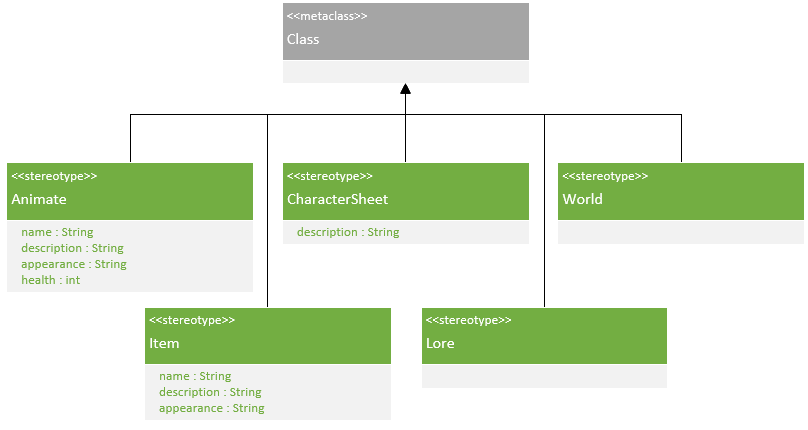 <<metaclass>>
Class
<<stereotype>>
Animate
name : String
description : String
appearance : String
health : int
<<stereotype>>
CharacterSheet
description : String
<<stereotype>>
World
<<stereotype>>
Item
name : String
description : String
appearance : String
<<stereotype>>
Lore